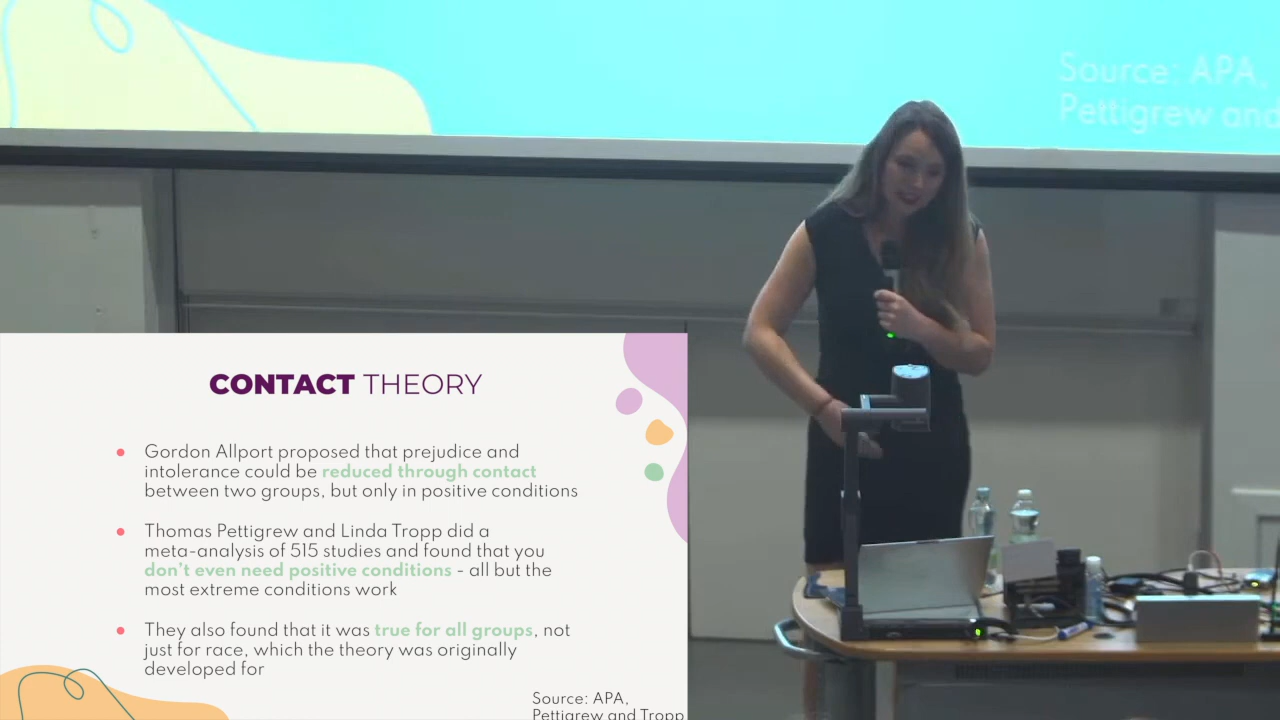 Source: APA,
Pettigrew and
CONTACT THEORY
Gordon Allport proposed that prejudice and
intolerance could be reduced through contact
between two groups, but only in positive conditions
Thomas Pettigrew and Linda Tropp did a
meta-analysis of 515 studies and found that you
don't even need positive conditions - all but the
most extreme conditions work
They also found that it was true for all groups, not
just for race, which the theory was originally
developed for
Source: APA,
Pettigrew and Tropp